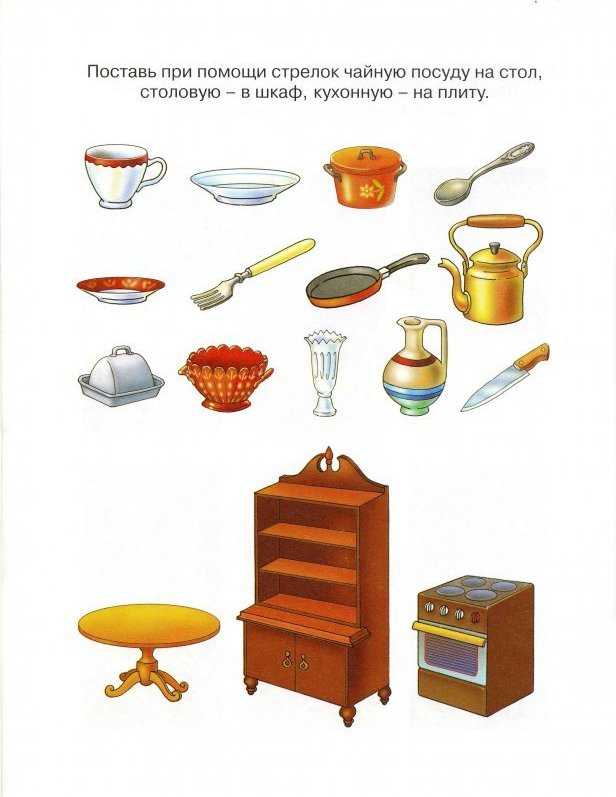 Поставь при помощи стрелок чайную посуду на стол,
столовую – в шкаф, кухонную – на плиту.